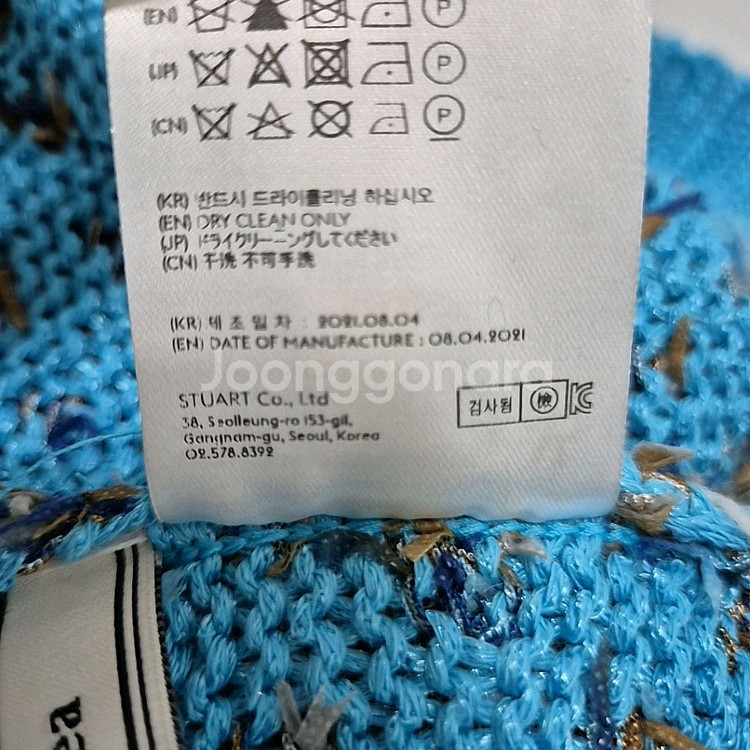 (EN) P
(JP) P
(CN) P
(KR) 반드시 드라이클리닝 하십시오
(EN) DRY CLEAN ONLY
(JP) ドライクリーニングしてください
(CN) 干洗 不可手洗
(KR) 제 조 일 자 : 2021.08.04
(EN) DATE OF MANUFACTURE : 08.04.2021
Joonggonara
STUART Co., Ltd
38, Seolleung-ro 153-gil,
Gangnam-gu, Seoul, Korea
02.578.8392
검사필 檢 KC
ea